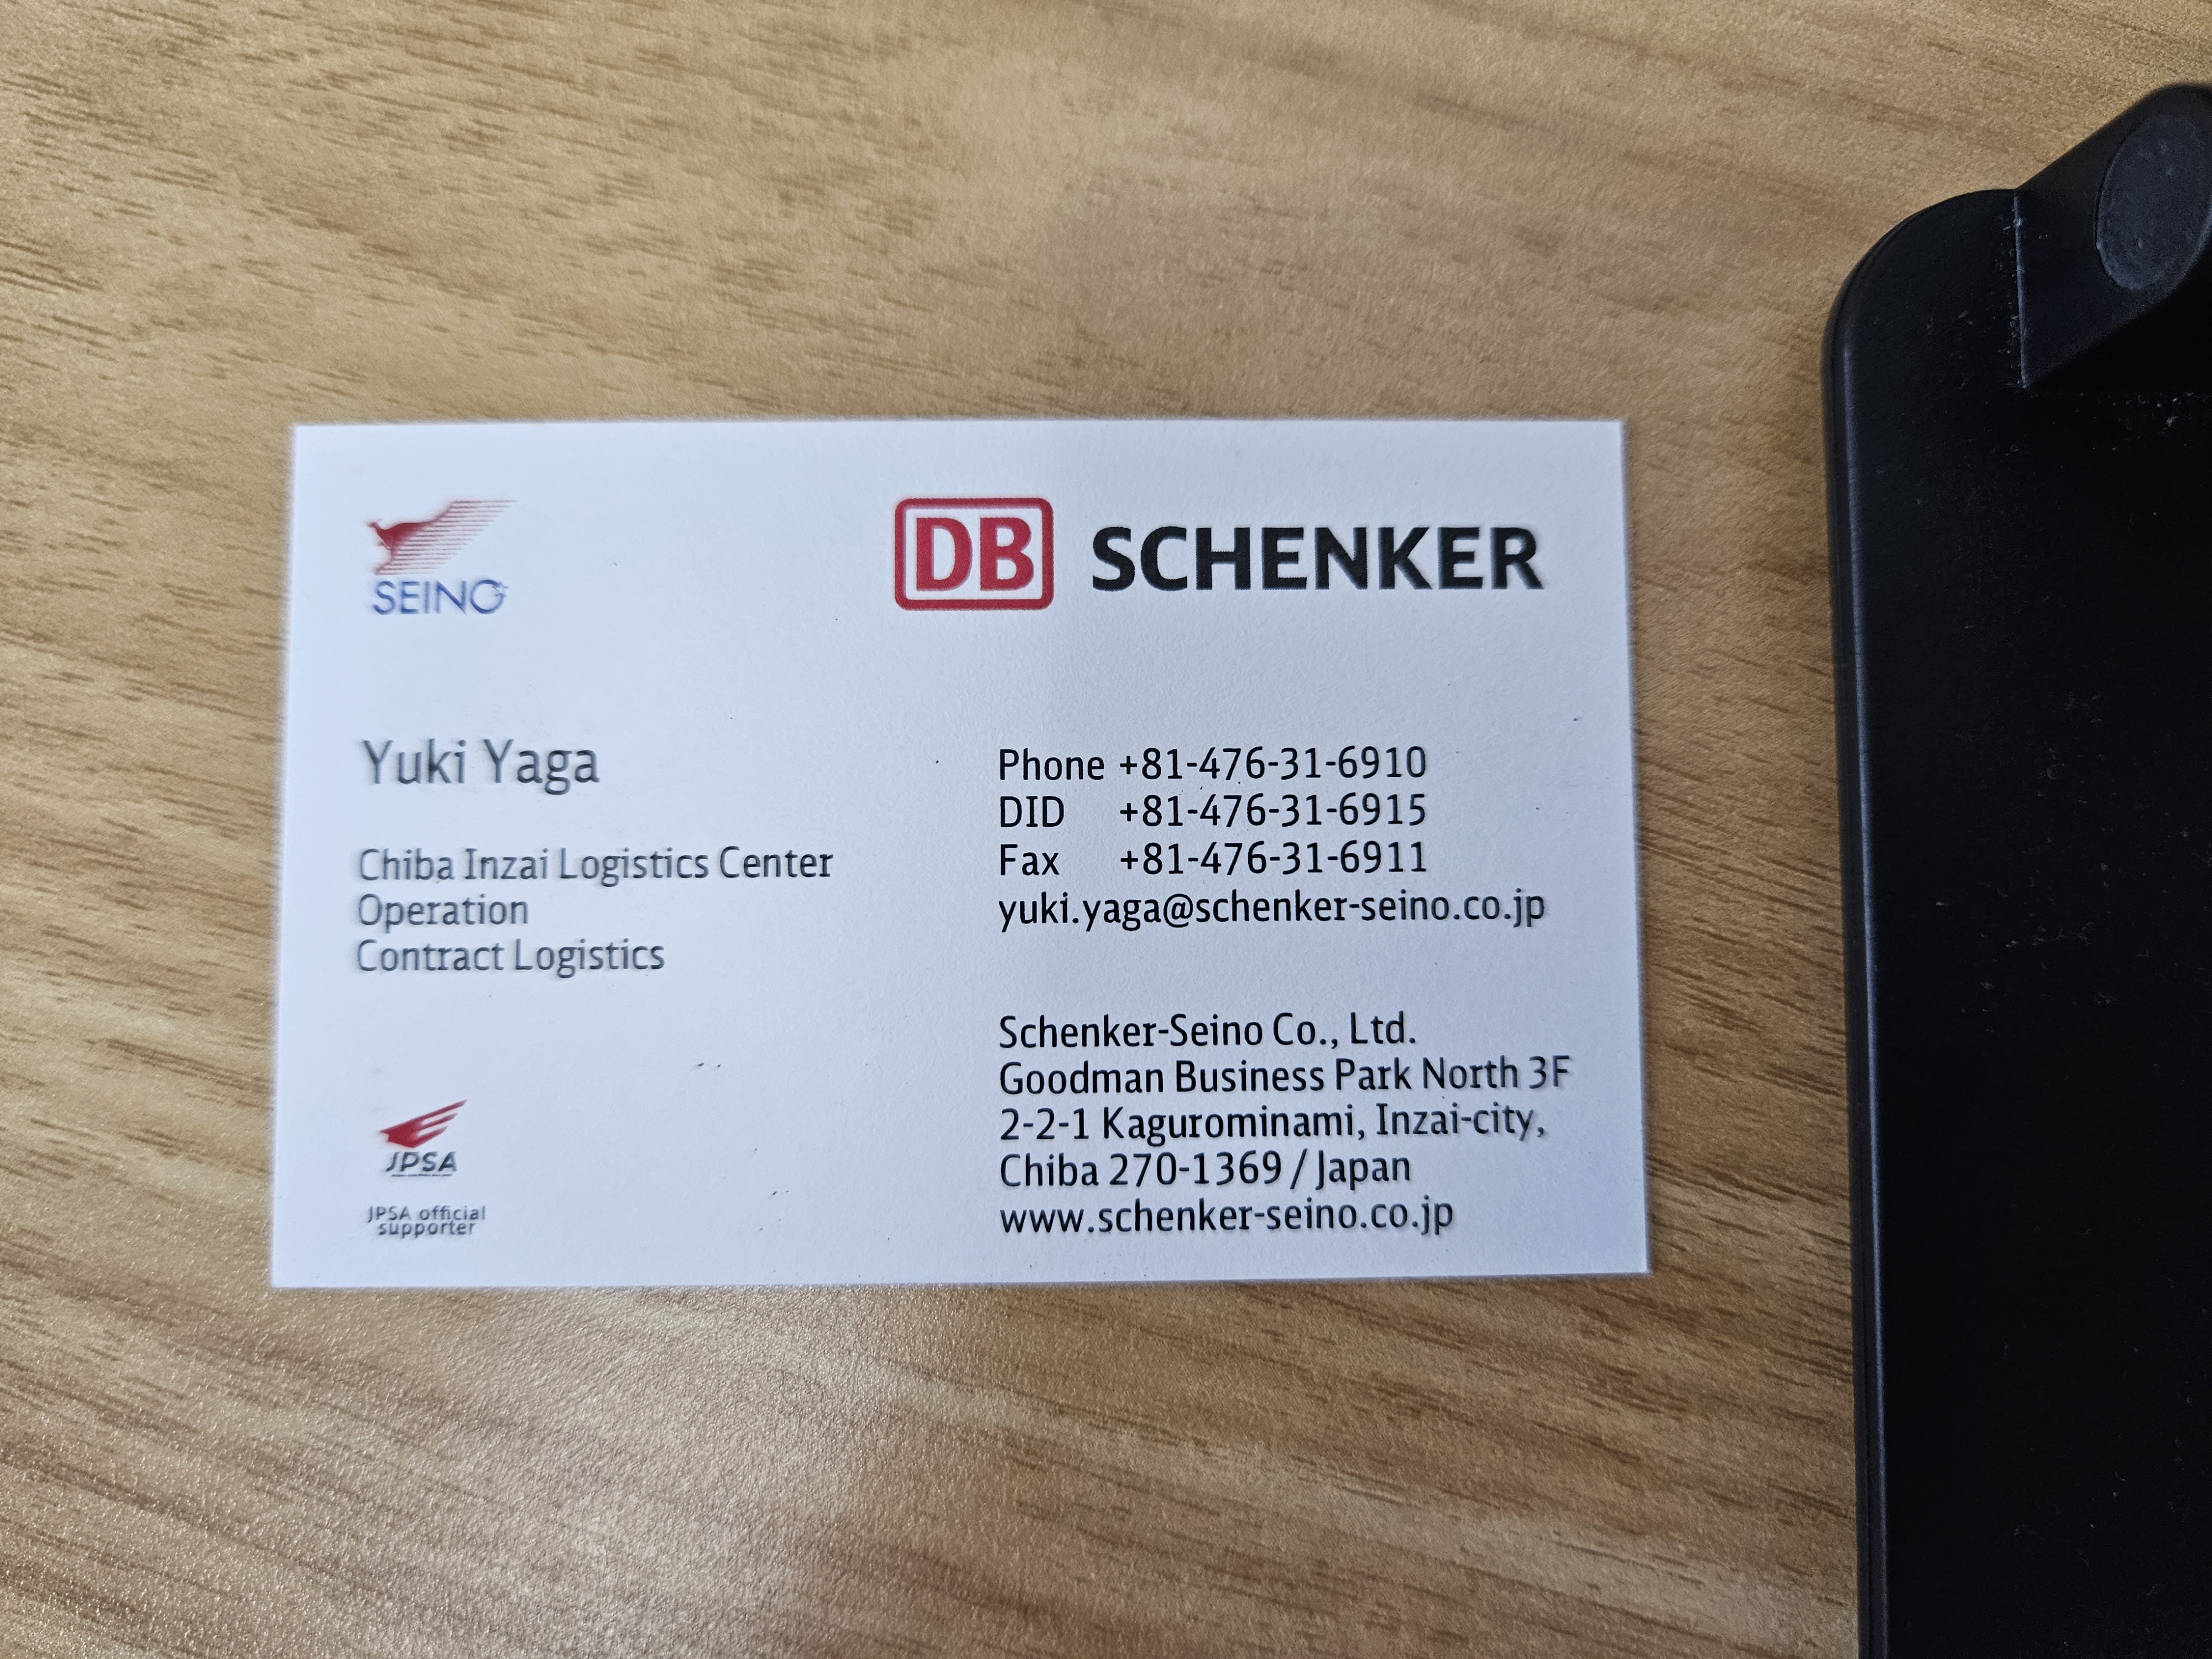 SEINO
DB SCHENKER
Yuki Yaga
Chiba Inzai Logistics Center
Operation
Contract Logistics
JPSA
JPSA official
supporter
Phone +81-476-31-6910
DID +81-476-31-6915
Fax +81-476-31-6911
yuki.yaga@schenker-seino.co.jp
Schenker-Seino Co., Ltd.
Goodman Business Park North 3F
2-2-1 Kagurominami, Inzai-city,
Chiba 270-1369 / Japan
www.schenker-seino.co.jp